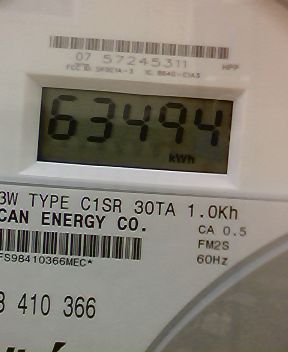 07 57245311
HPP
63494
kWh
3W TYPE C1SR 30TA 1.0Kh
CAN ENERGY CO.
CA 0.5
FM2S
60Hz
FS98410366MEC*
410 366